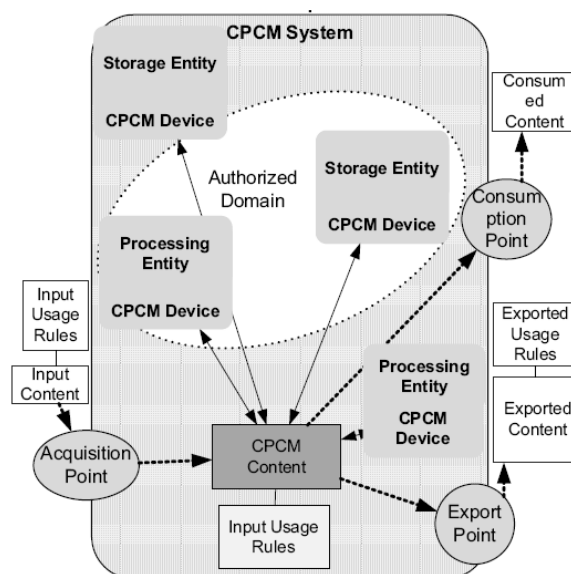 CPCM System
Storage Entity
CPCM Device
Consum
ed
Content
Authorized
Domain
Storage Entity
CPCM Device
Consum
ption
Point
Processing
Entity
CPCM Device
Input
Usage
Rules
Input
Content
Exported
Usage
Rules
Processing
Entity
CPCM
Device
Exported
Content
Acquisition
Point
CPCM
Content
Input Usage
Rules
Export
Point